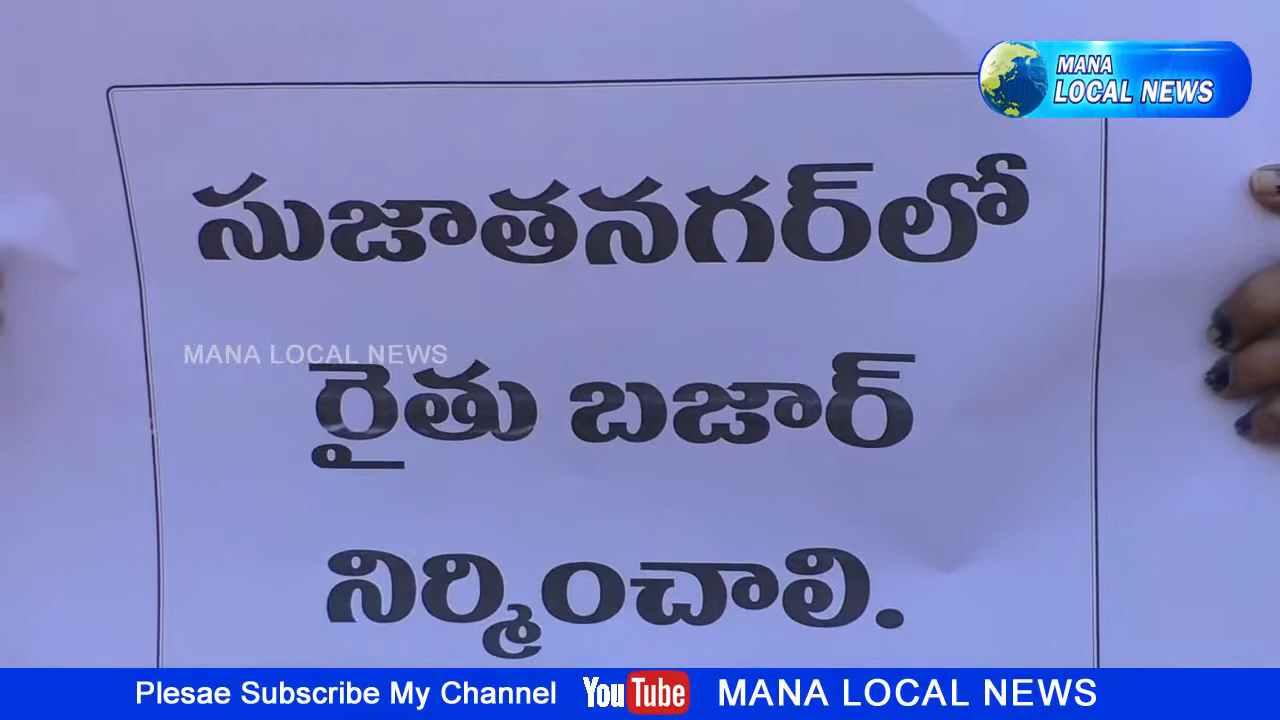 MANA
LOCAL NEWS
సుజాతనగర్‌లో
MANA LOCAL NEWS
రైతు బజార్
నిర్మించాలి.
Plesae Subscribe My Channel YouTube MANA LOCAL NEWS